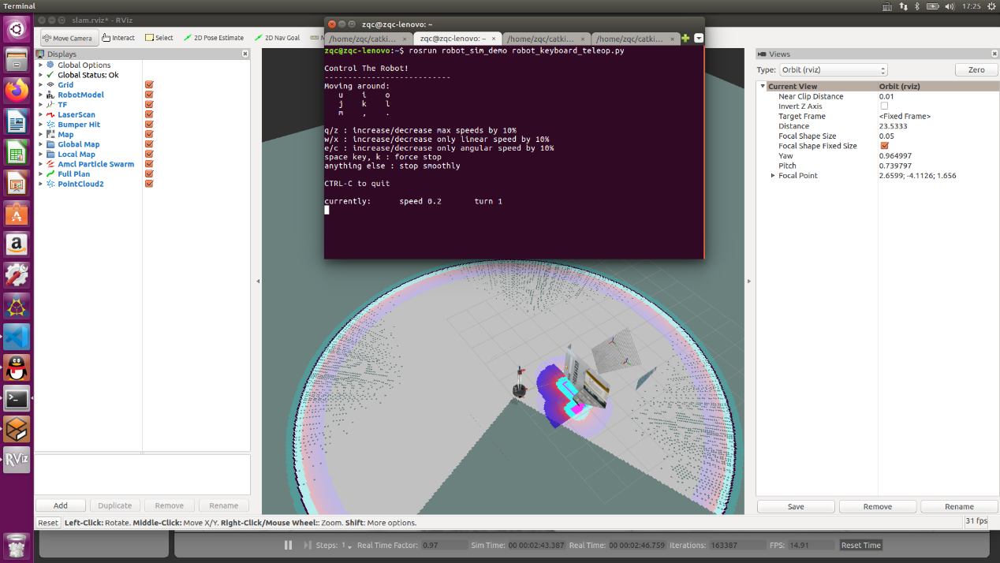 Terminal
17:25
slam.rviz* - RViz
Move Camera
Interact
Select
2D Pose Estimate
2D Nav Goal
zqc@zqc-lenovo: ~
/home/zqc/catki... ×
zqc@zqc-lenovo: ~ ×
/home/zqc/catki... ×
/home/zqc/catki... ×
zqc@zqc-lenovo:~$ rosrun robot_sim_demo robot_keyboard_teleop.py
Control The Robot!
---------------------------
Moving around:
u i o
j k l
m , .
q/z : increase/decrease max speeds by 10%
w/x : increase/decrease only linear speed by 10%
e/c : increase/decrease only angular speed by 10%
space key, k : force stop
anything else : stop smoothly
CTRL-C to quit
currently: speed 0.2 turn 1
Displays
Global Options
Global Status: Ok
Grid
RobotModel
TF
LaserScan
Bumper Hit
Map
Global Map
Local Map
Amcl Particle Swarm
Full Plan
PointCloud2
Add
Duplicate
Remove
Rename
Views
Type: Orbit (rviz)
Zero
Current View Orbit (rviz)
Near Clip Distance 0.01
Invert Z Axis
Target Frame <Fixed Frame>
Distance 23.5333
Focal Shape Size 0.05
Focal Shape Fixed Size
Yaw 0.964997
Pitch 0.739797
Focal Point 2.6599; -4.1126; 1.656
Save
Remove
Rename
Reset
Left-Click: Rotate. Middle-Click: Move X/Y. Right-Click/Mouse Wheel:: Zoom. Shift: More options.
31 fps
RViz
Steps: 1
Real Time Factor: 0.97
Sim Time: 00 00:02:43.387
Real Time: 00 00:02:46.759
Iterations: 163387
FPS: 14.91
Reset Time